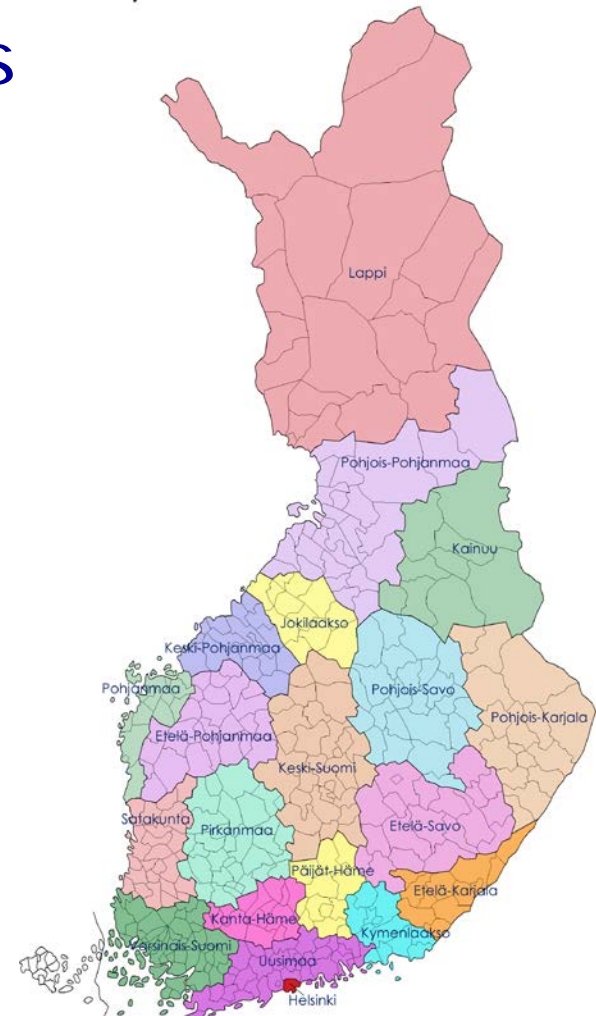 s
Lappi
Pohjois-Pohjanmaa
Kainuu
Jokilaakso
Keski-Pohjanmaa
Pohjois-Savo
Pohjanmaa
Pohjois-Karjala
Etelä-Pohjanmaa
Keski-Suomi
Satakunta
Pirkanmaa
Etelä-Savo
Päijät-Häme
Etelä-Karjala
Kanta-Häme
Kymenlaakso
Varsinais-Suomi
Uusimaa
Helsinki